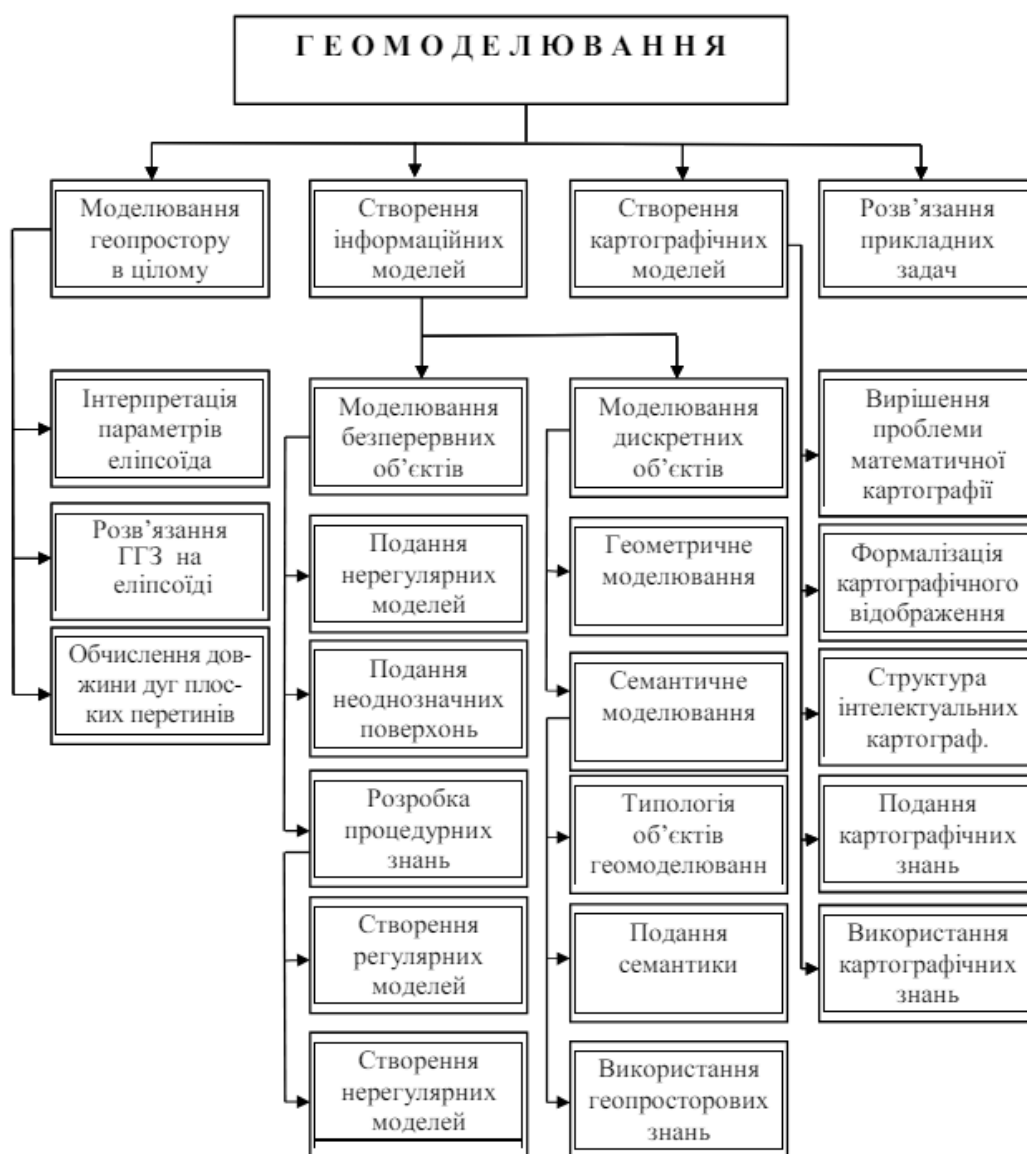 ГЕОМОДЕЛЮВАННЯ
Моделювання
геопростору
в цілому
Створення
інформаційних
моделей
Створення
картографічних
моделей
Розв’язання
прикладних
задач
Інтерпретація
параметрів
еліпсоїда
Розв’язання
ГГЗ на
еліпсоїді
Обчислення дов-
жини дуг плос-
ких перетинів
Моделювання
безперервних
об’єктів
Подання
нерегулярних
моделей
Подання
неоднозначних
поверхонь
Розробка
процедурних
знань
Створення
регулярних
моделей
Створення
нерегулярних
моделей
Моделювання
дискретних
об’єктів
Геометричне
моделювання
Семантичне
моделювання
Типологія
об’єктів
геомоделюванн
Подання
семантики
Використання
геопросторових
знань
Вирішення
проблеми
математичної
картографії
Формалізація
картографічного
відображення
Структура
інтелектуальних
картограф.
Подання
картографічних
знань
Використання
картографічних
знань